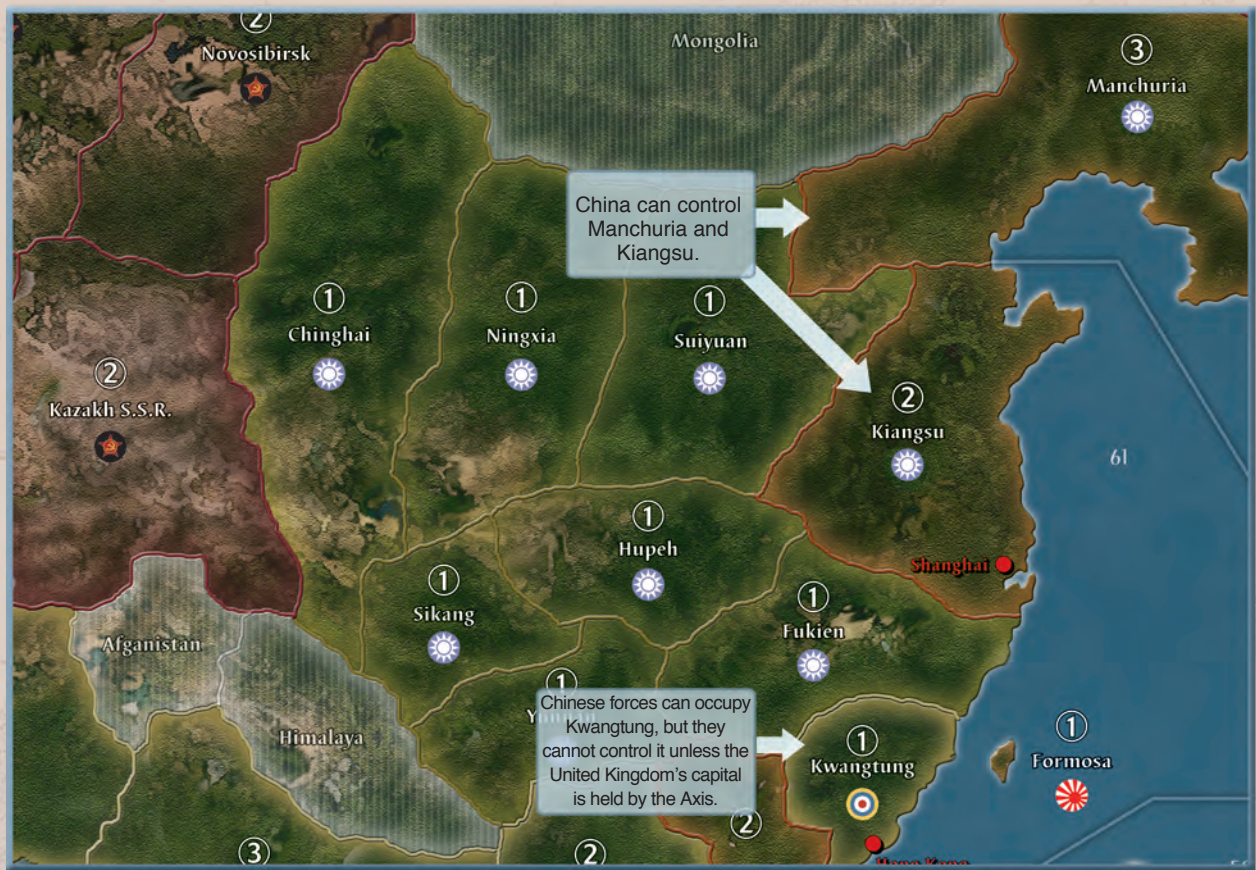 2
Novosibirsk
Mongolia
3
Manchuria
China can control
Manchuria and
Kiangsu.
1
Chinghai
1
Ningxia
1
Suiyuan
2
Kazakh S.S.R.
2
Kiangsu
61
1
Hupeh
Shanghai
1
Sikang
1
Fukien
Afganistan
Himalaya
1
Chinese forces can occupy
Kwangtung, but they
cannot control it unless the
United Kingdom's capital
is held by the Axis.
1
Kwangtung
1
Formosa
2
3
2
Hong Kong